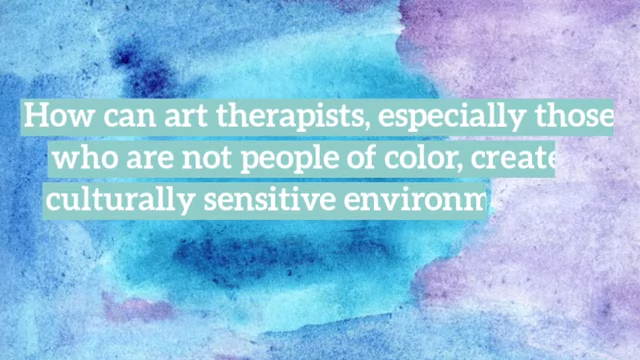 How can art therapists, especially those
who are not people of color, create
culturally sensitive environm